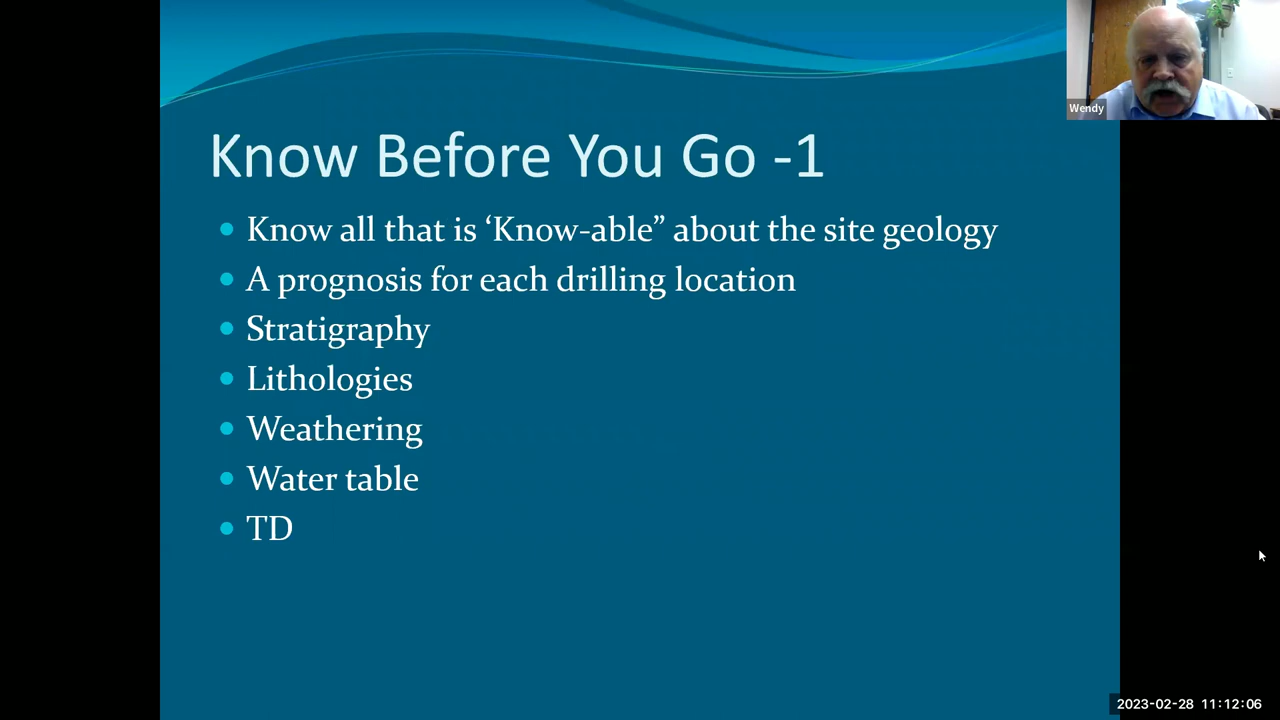 Wendy
Know Before You Go -1
Know all that is ‘Know-able” about the site geology
A prognosis for each drilling location
Stratigraphy
Lithologies
Weathering
Water table
TD
2023-02-28 11:12:06